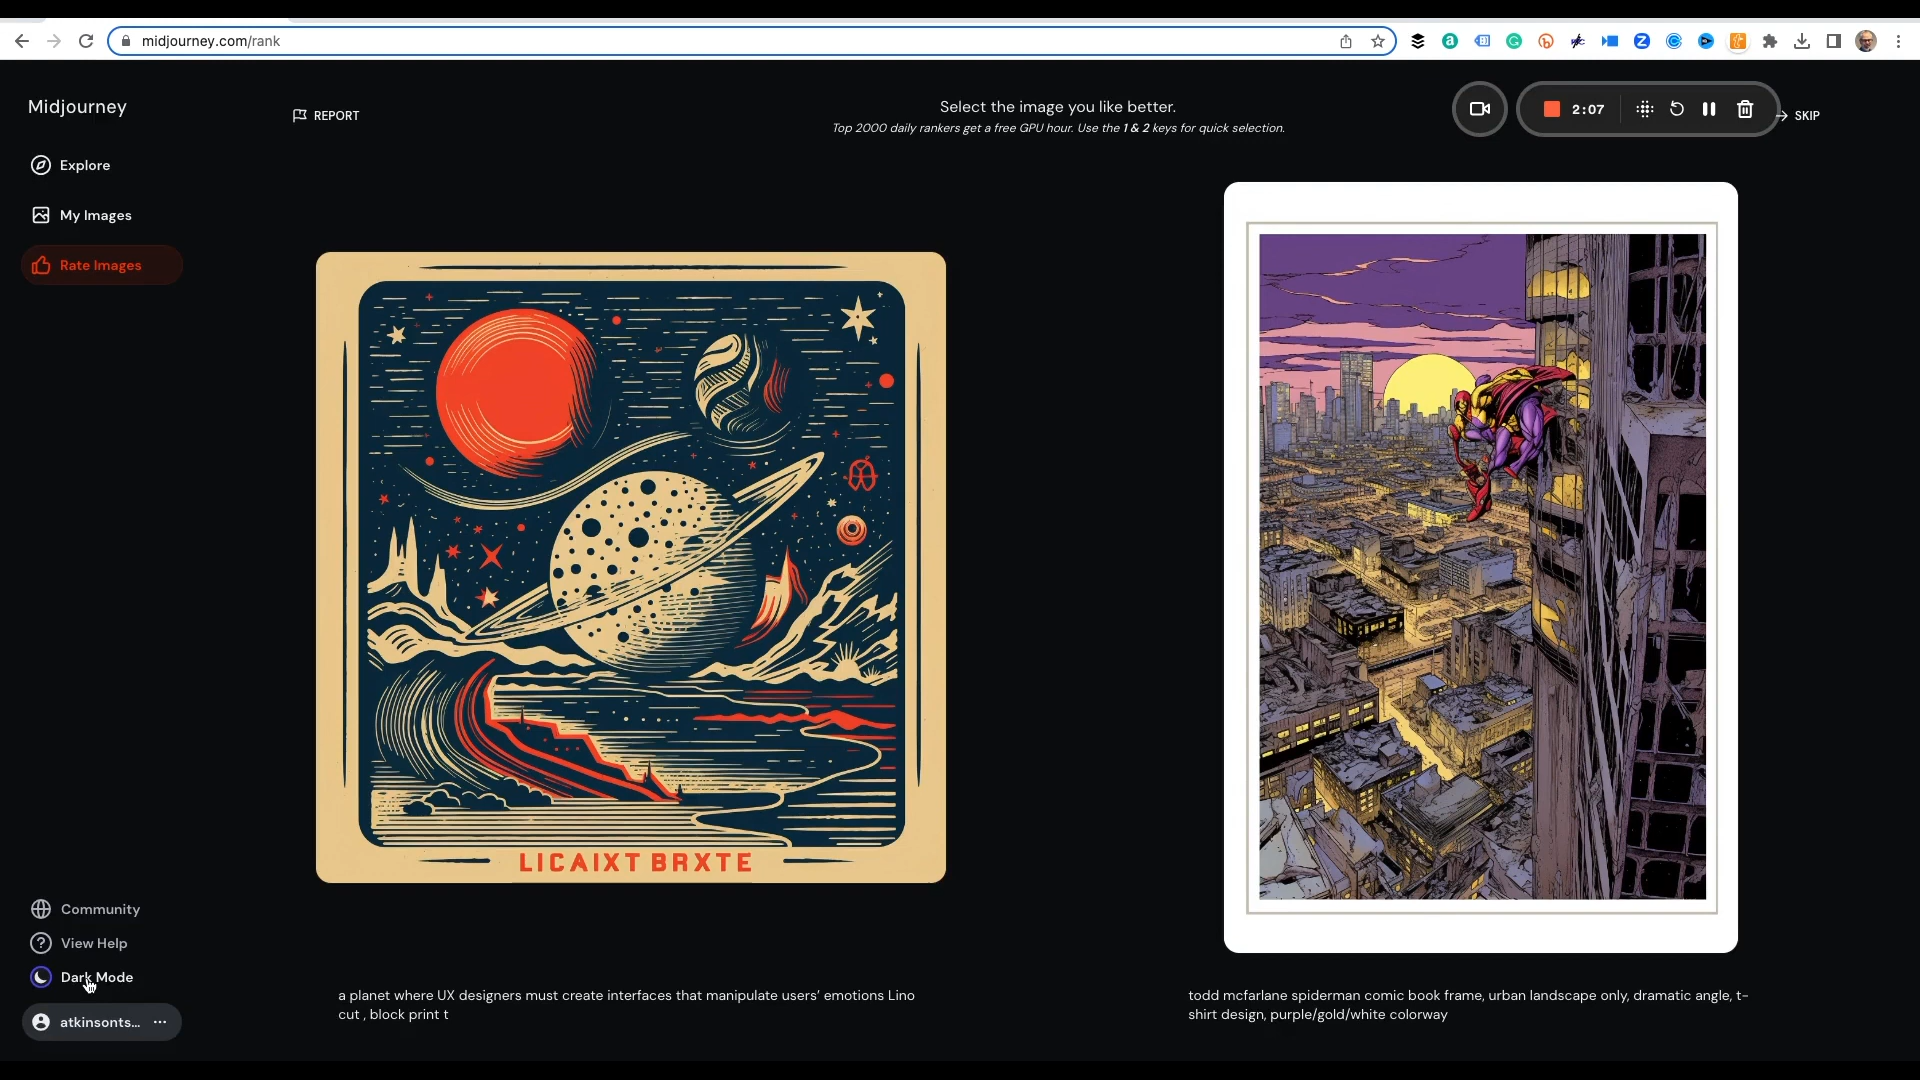 midjourney.com/rank
Midjourney
REPORT
Select the image you like better.
Top 2000 daily rankers get a free GPU hour. Use the 1 & 2 keys for quick selection.
2:07
SKIP
Explore
My Images
Rate Images
LICAIXT BRXTE
Community
View Help
Dark Mode
atkinsonts...
a planet where UX designers must create interfaces that manipulate users' emotions Lino
cut , block print t
todd mcfarlane spiderman comic book frame, urban landscape only, dramatic angle, t-
shirt design, purple/gold/white colorway